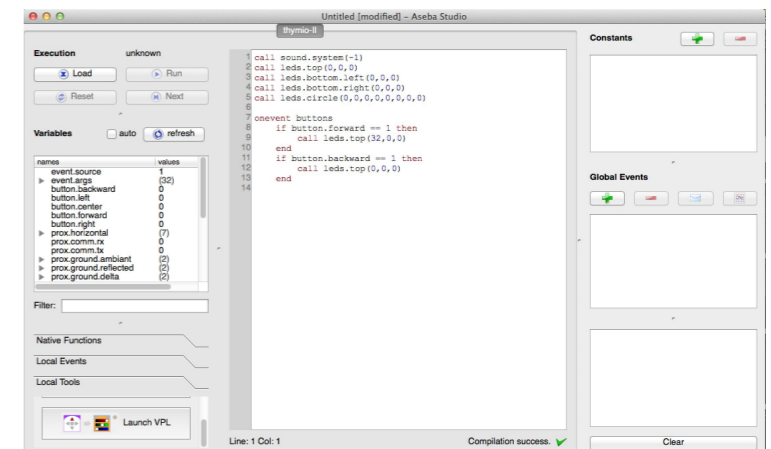 Untitled [modified] - Aseba Studio
thymio-II
Execution unknown
Load Run
Reset Next
Variables auto refresh
names values
event.source 1
event.args (32)
button.backward 0
button.left 0
button.center 0
button.forward 0
button.right 0
prox.horizontal (7)
prox.comm.rx 0
prox.comm.tx 0
prox.ground.ambiant (2)
prox.ground.reflected (2)
prox.ground.delta (2)
Filter:
Native Functions
Local Events
Local Tools
Launch VPL
1 call sound.system(-1)
2 call leds.top(0,0,0)
3 call leds.bottom.left(0,0,0)
4 call leds.bottom.right(0,0,0)
5 call leds.circle(0,0,0,0,0,0,0,0)
6
7 onevent buttons
8 if button.forward == 1 then
9 call leds.top(32,0,0)
10 end
11 if button.backward == 1 then
12 call leds.top(0,0,0)
13 end
14
Line: 1 Col: 1 Compilation success.
Constants
Global Events
Clear